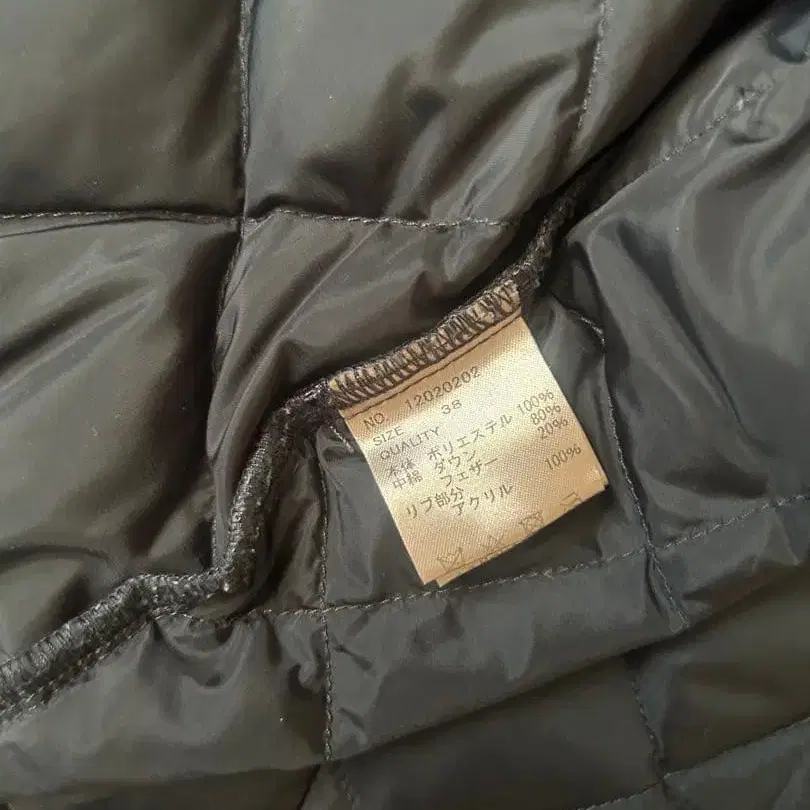 NO. 12020202
SIZE 38
QUALITY
本体 ポリエステル 100%
中綿 ダウン 80%
フェザー 20%
リブ部分
アクリル 100%